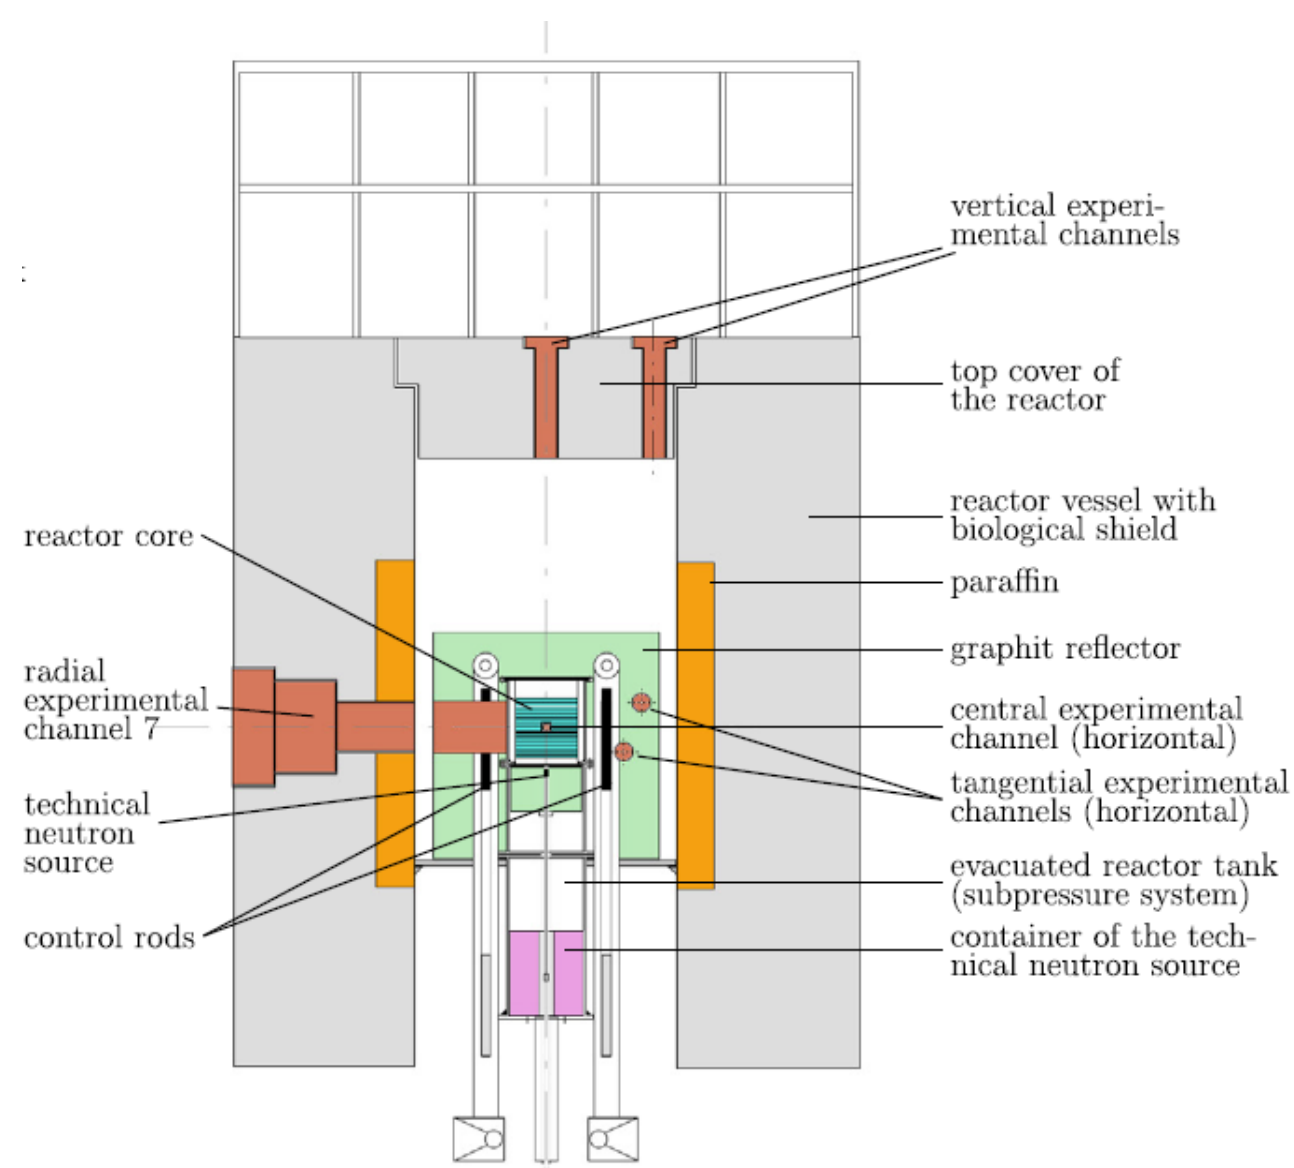 vertical experi-
mental channels
top cover of
the reactor
reactor vessel with
biological shield
paraffin
graphit reflector
central experimental
channel (horizontal)
tangential experimental
channels (horizontal)
evacuated reactor tank
(subpressure system)
container of the tech-
nical neutron source
reactor core
radial
experimental
channel 7
technical
neutron
source
control rods